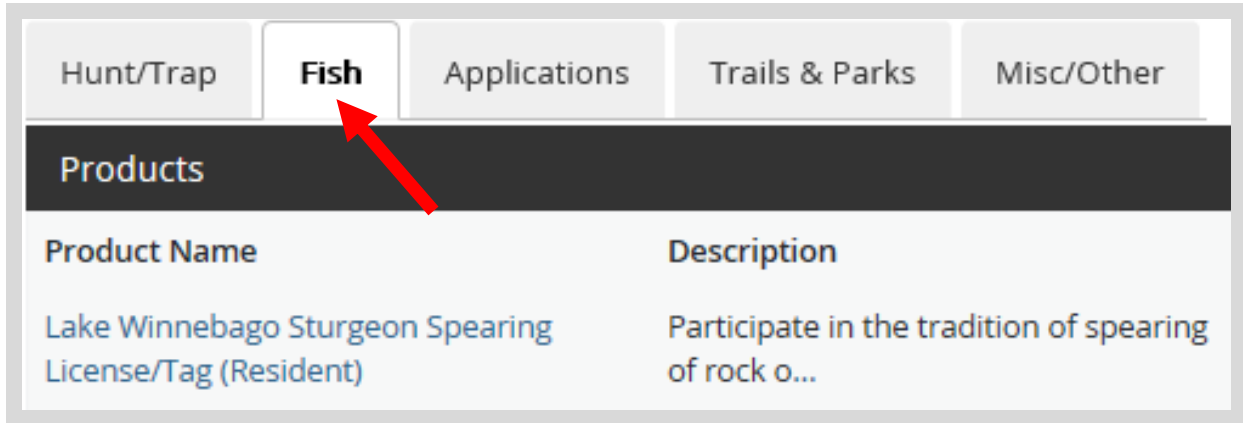 Hunt/Trap Fish Applications Trails & Parks Misc/Other
Products
Product Name Description
Lake Winnebago Sturgeon Spearing Participate in the tradition of spearing
License/Tag (Resident) of rock o...